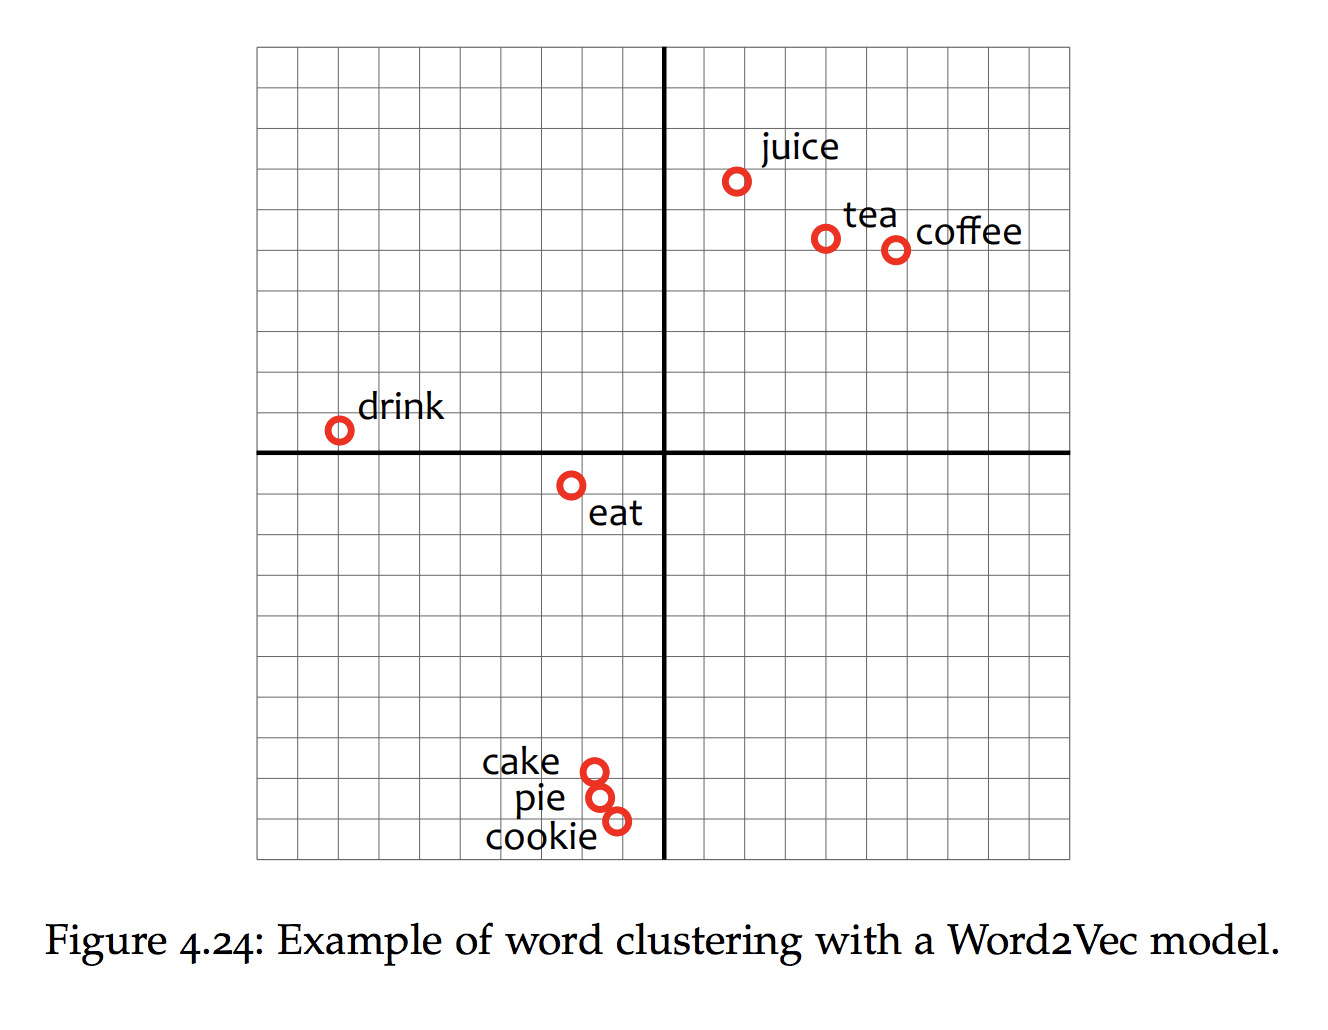 juice
tea
coffee
drink
eat
cake
pie
cookie
Figure 4.24: Example of word clustering with a Word2Vec model.